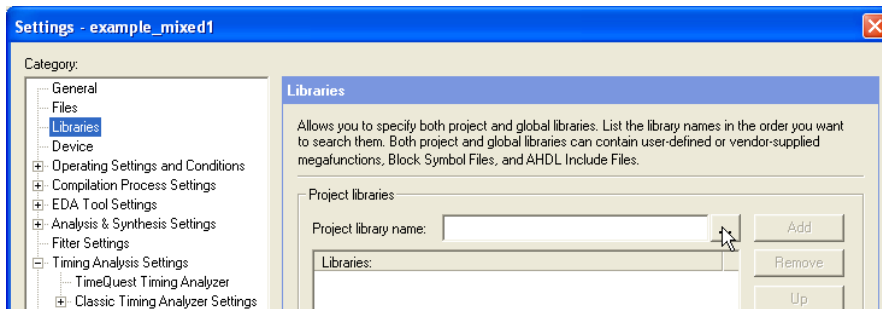 Settings - example_mixed1
Category:
General
Files
Libraries
Device
Operating Settings and Conditions
Compilation Process Settings
EDA Tool Settings
Analysis & Synthesis Settings
Fitter Settings
Timing Analysis Settings
TimeQuest Timing Analyzer
Classic Timing Analyzer Settings
Libraries
Allows you to specify both project and global libraries. List the library names in the order you want
to search them. Both project and global libraries can contain user-defined or vendor-supplied
megafunctions, Block Symbol Files, and AHDL Include Files.
Project libraries
Project library name:
...
Add
Libraries:
Remove
Up